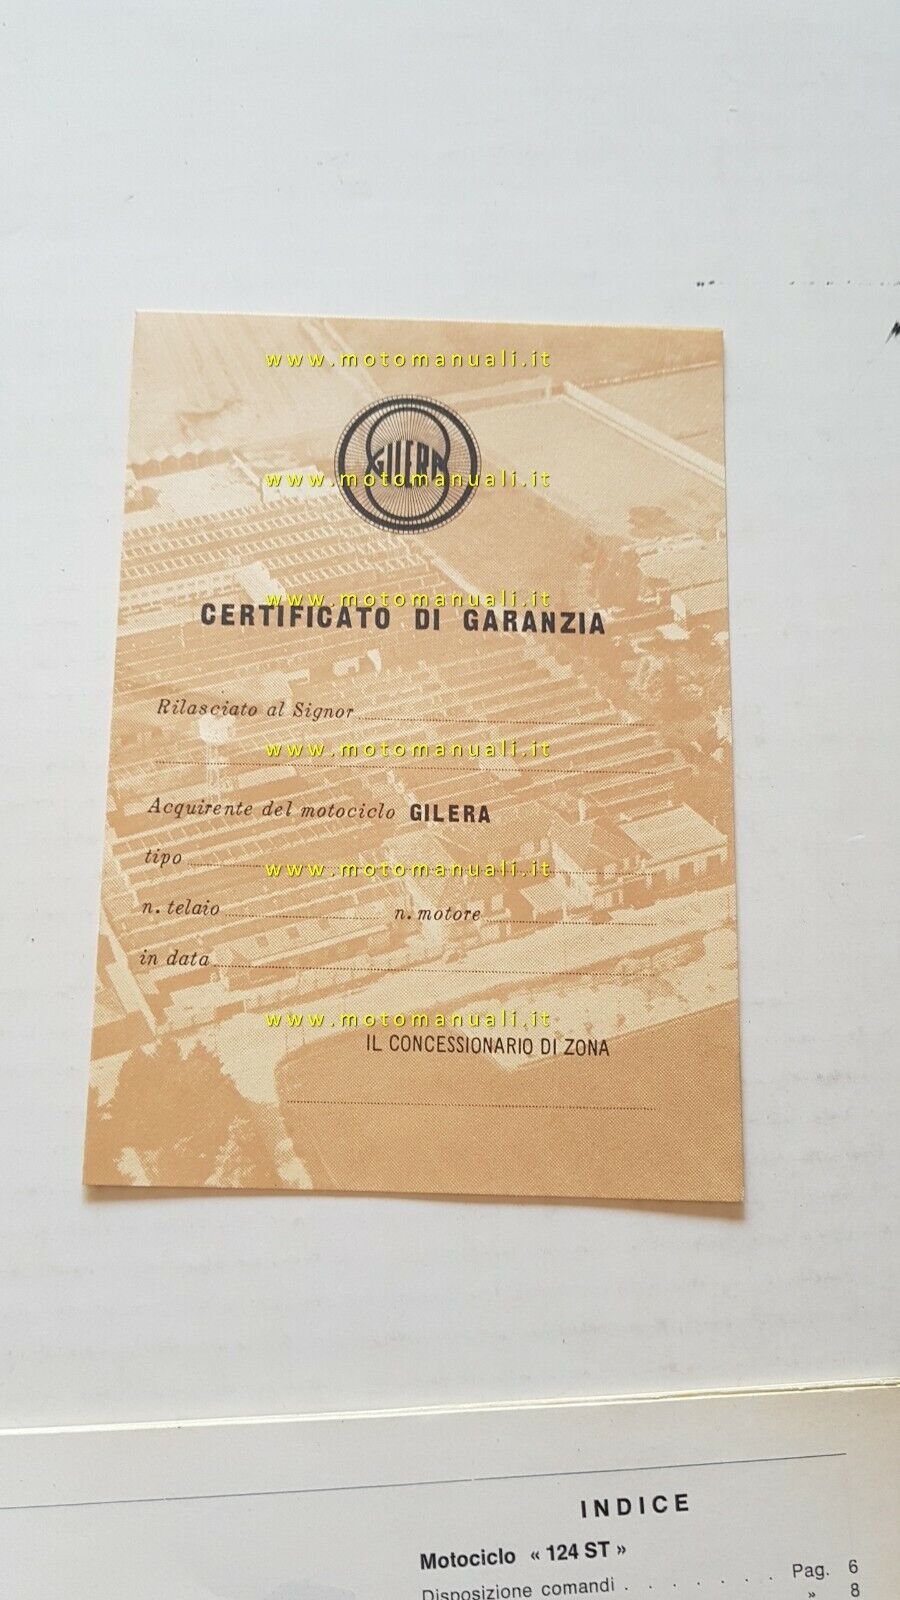 www.motomanuali.it
GILERA
www.motomanuali.it
www.motomanuali.it
CERTIFICATO DI GARANZIA
Rilasciato al Signor
www.motomanuali.it
Acquirente del motociclo GILERA
tipo
www.motomanuali.it
n. telaio n. motore
in data
www.motomanuali.it
IL CONCESSIONARIO DI ZONA
INDICE
Motociclo « 124 ST »
Disposizione comandi . . . . . . . Pag. 6
» 8